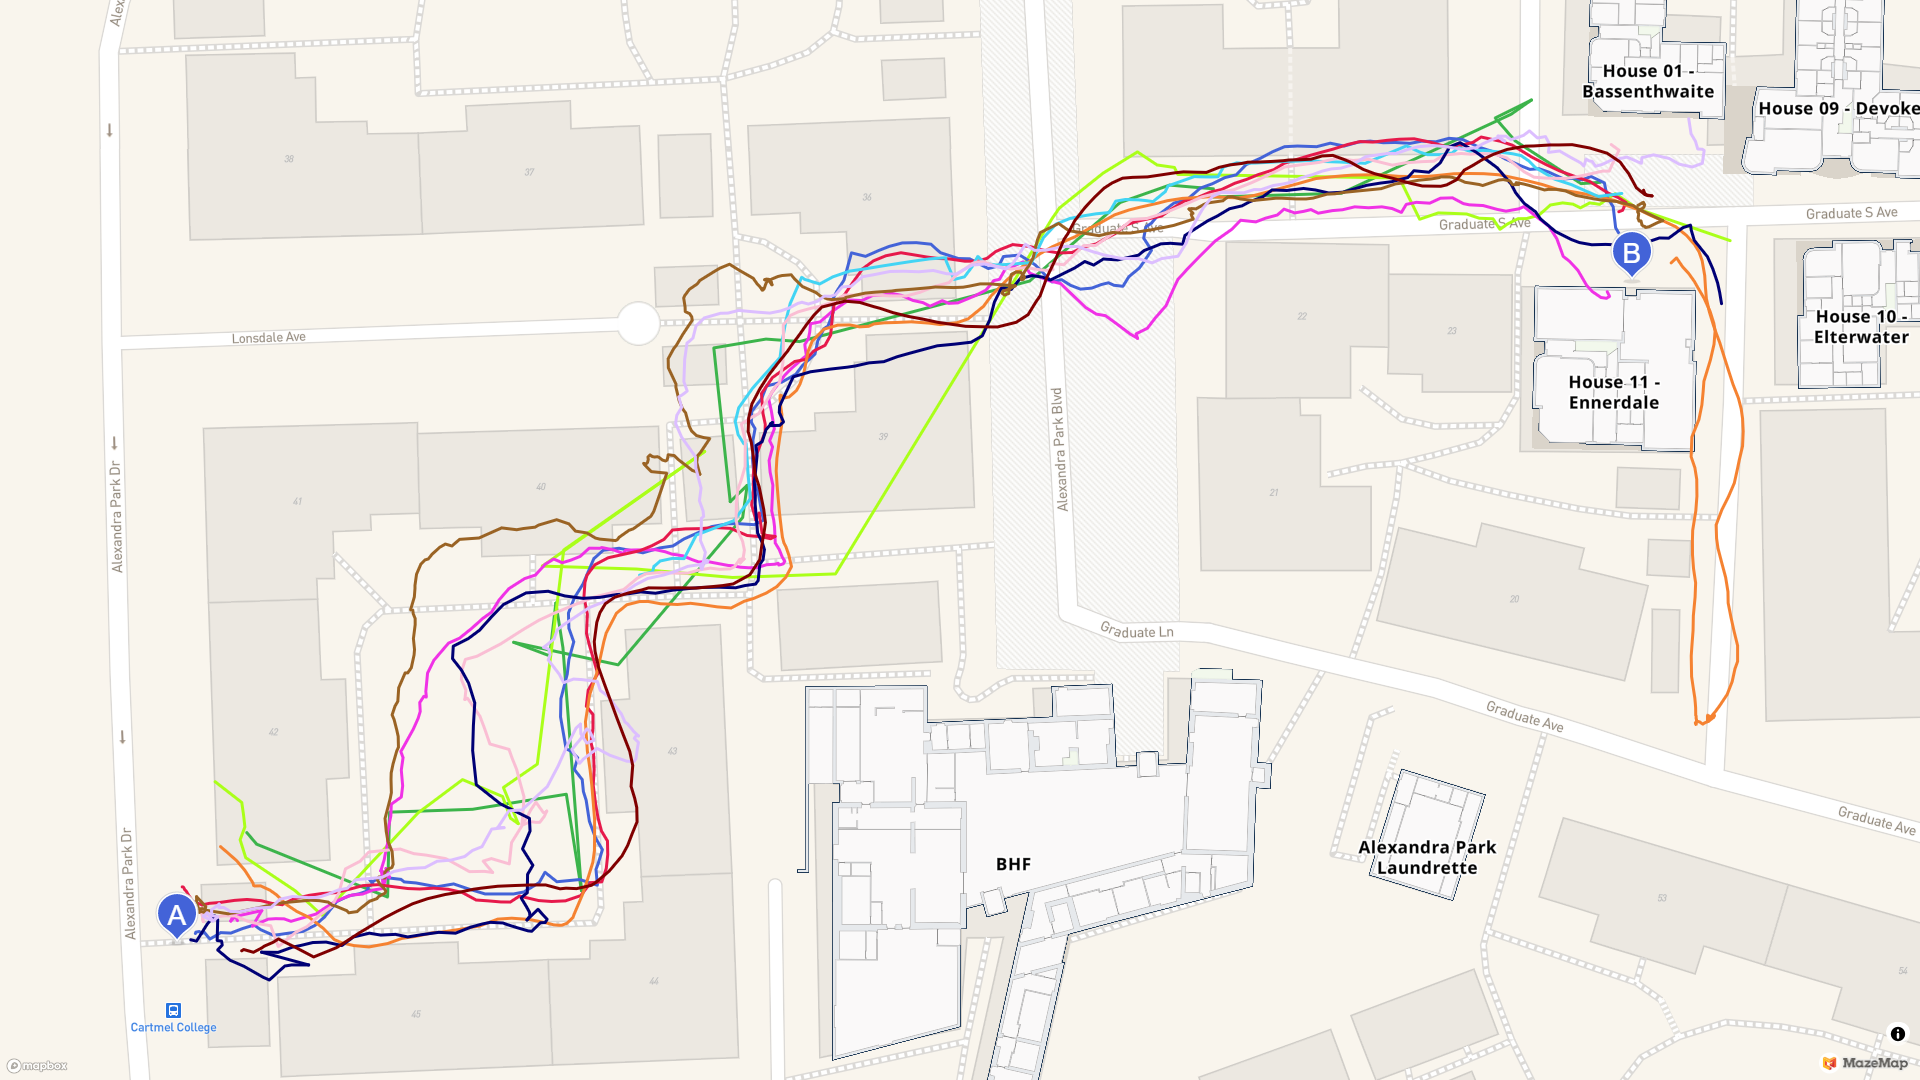 Alexa
House 01 -
Bassenthwaite
House 09 - Devoke
38
37
36
Graduate S Ave
Graduate S Ave
Graduate S Ave
B
Lonsdale Ave
22
23
House 10 -
Elterwater
House 11 -
Ennerdale
Alexandra Park Dr
Alexandra Park Blvd
39
40
41
21
20
Graduate Ln
Graduate Ave
42
43
Alexandra Park Dr
BHF
Alexandra Park
Laundrette
Graduate Ave
A
53
54
44
45
Cartmel College
mapbox
MazeMap